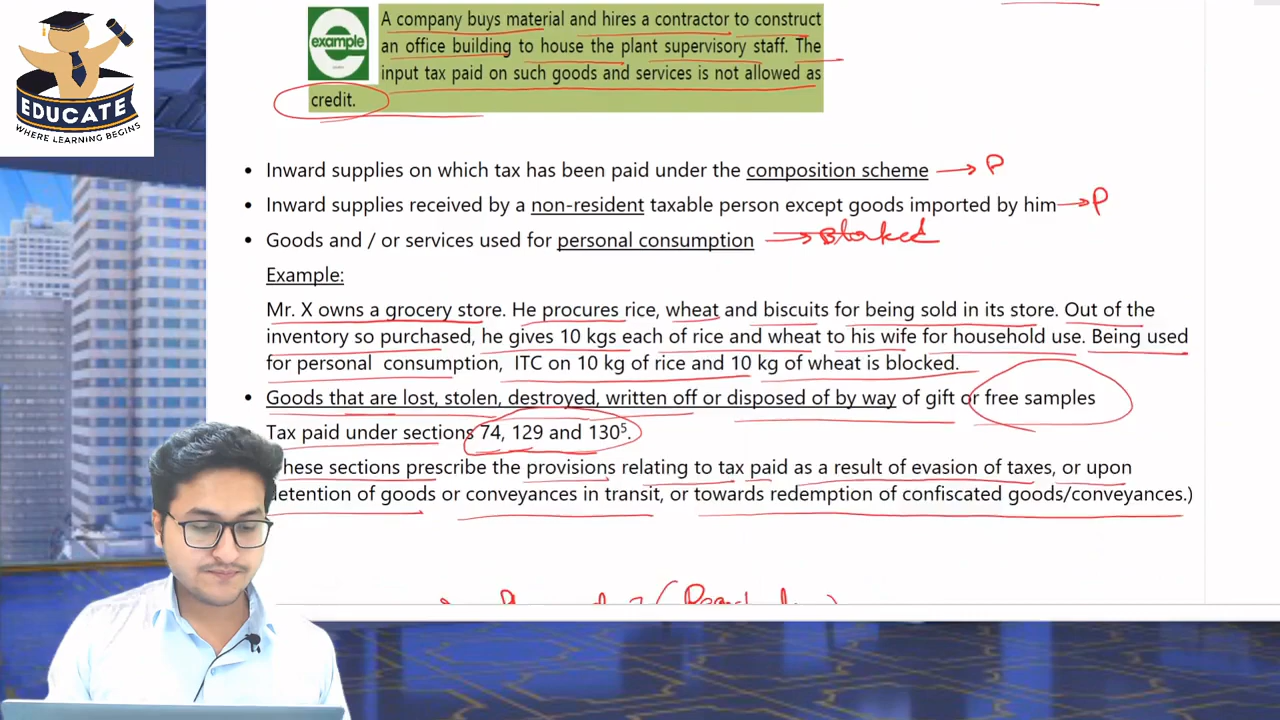 EDUCATE
WHERE LEARNING BEGINS
example
A company buys material and hires a contractor to construct
an office building to house the plant supervisory staff. The
input tax paid on such goods and services is not allowed as
credit.
• Inward supplies on which tax has been paid under the composition scheme → P
• Inward supplies received by a non-resident taxable person except goods imported by him → P
• Goods and / or services used for personal consumption → Blocked
Example:
Mr. X owns a grocery store. He procures rice, wheat and biscuits for being sold in its store. Out of the
inventory so purchased, he gives 10 kgs each of rice and wheat to his wife for household use. Being used
for personal consumption, ITC on 10 kg of rice and 10 kg of wheat is blocked.
• Goods that are lost, stolen, destroyed, written off or disposed of by way of gift or free samples
Tax paid under sections 74, 129 and 130⁵.
hese sections prescribe the provisions relating to tax paid as a result of evasion of taxes, or upon
detention of goods or conveyances in transit, or towards redemption of confiscated goods/conveyances.)